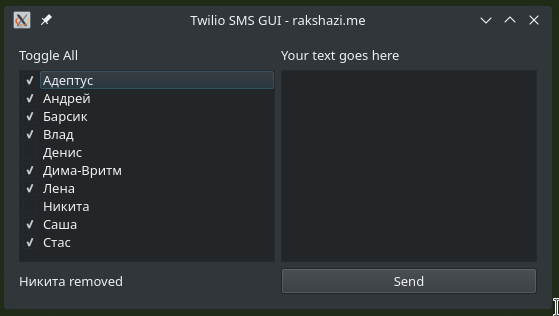 Twilio SMS GUI - rakshazi.me
Toggle All
Your text goes here
Адептус
Андрей
Барсик
Влад
Денис
Дима-Вритм
Лена
Никита
Саша
Стас
Никита removed
Send